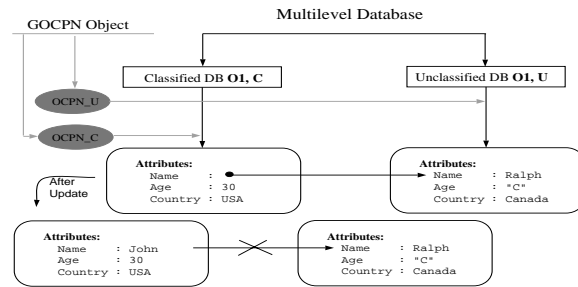 GOCPN Object
Multilevel Database
Classified DB O1, C
Unclassified DB O1, U
OCPN_U
OCPN_C
Attributes:
Name :
Age : 30
Country : USA
Attributes:
Name : Ralph
Age : "C"
Country : Canada
After
Update
Attributes:
Name : John
Age : 30
Country : USA
Attributes:
Name : Ralph
Age : "C"
Country : Canada